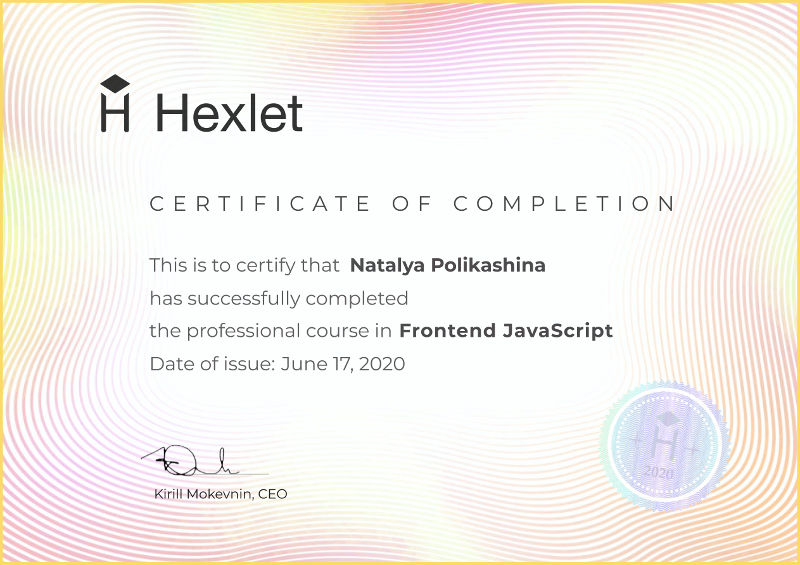 H Hexlet
CERTIFICATE OF COMPLETION
This is to certify that Natalya Polikashina
has successfully completed
the professional course in Frontend JavaScript
Date of issue: June 17, 2020
Kirill Mokevnin, CEO
H
2020